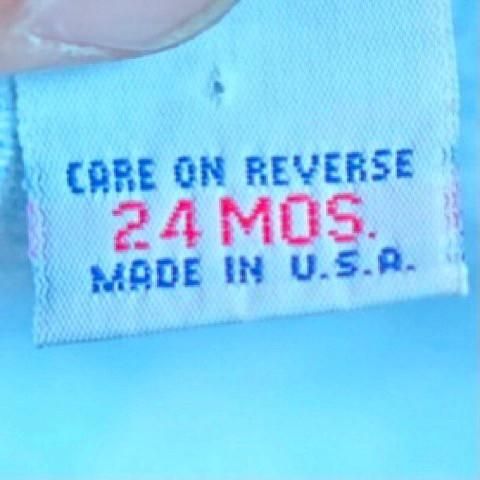 CARE ON REVERSE
24 MOS.
MADE IN U.S.A.